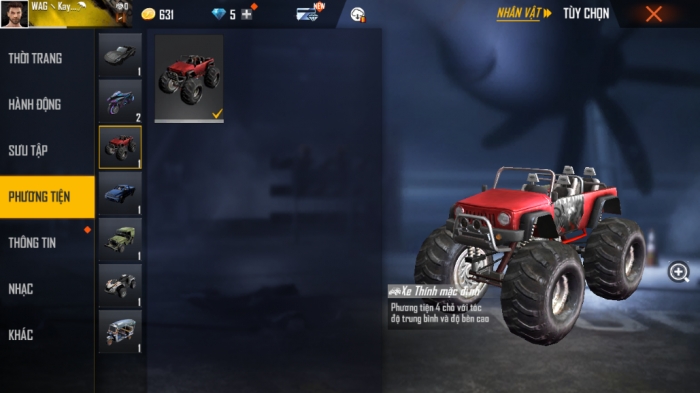 WAG
631
5
NEW
NHÂN VẬT
TÙY CHỌN
THỜI TRANG
HÀNH ĐỘNG
SƯU TẬP
PHƯƠNG TIỆN
THÔNG TIN
NHẠC
KHÁC
1
2
1
1
1
1
1
Xe Thính mặc định
Phương tiện 4 chỗ với tốc
độ trung bình và độ bền cao